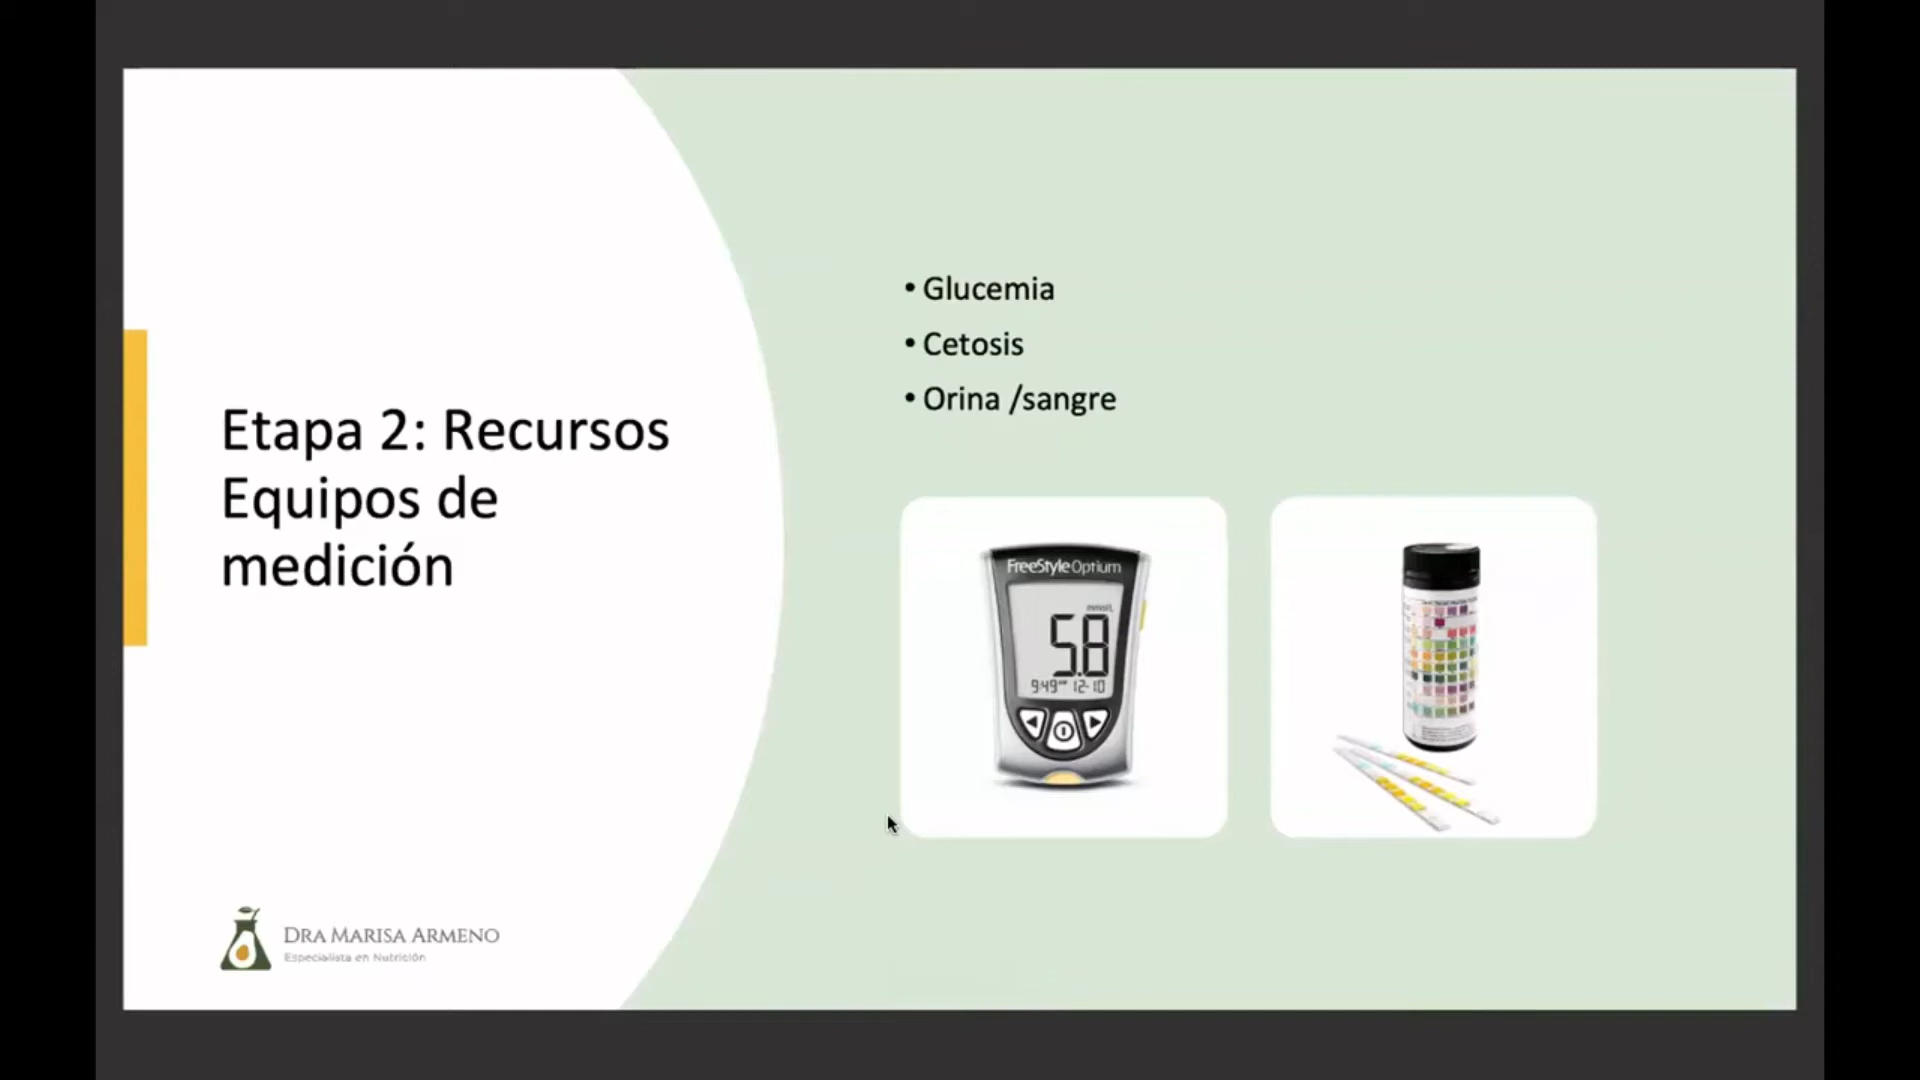 Etapa 2: Recursos
Equipos de
medición
• Glucemia
• Cetosis
• Orina /sangre
FreeStyle Optium
mmol/L
5.8
9:49 12-10
DRA MARISA ARMENO
Especialista en Nutrición